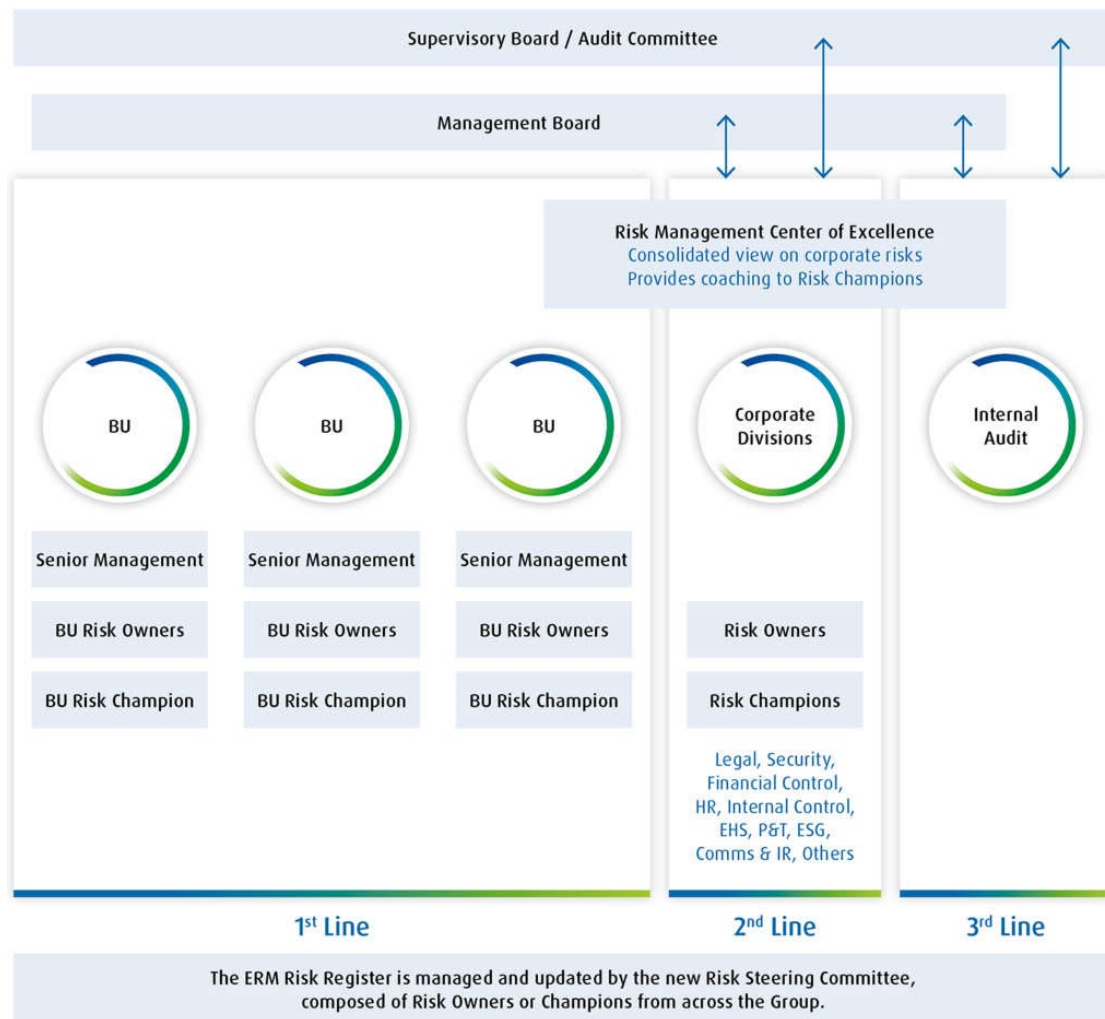 Supervisory Board / Audit Committee
Management Board
Risk Management Center of Excellence
Consolidated view on corporate risks
Provides coaching to Risk Champions
BU
BU
BU
Corporate
Divisions
Internal
Audit
Senior Management
Senior Management
Senior Management
BU Risk Owners
BU Risk Owners
BU Risk Owners
Risk Owners
BU Risk Champion
BU Risk Champion
BU Risk Champion
Risk Champions
Legal, Security,
Financial Control,
HR, Internal Control,
EHS, P&T, ESG,
Comms & IR, Others
1st Line
2nd Line
3rd Line
The ERM Risk Register is managed and updated by the new Risk Steering Committee,
composed of Risk Owners or Champions from across the Group.